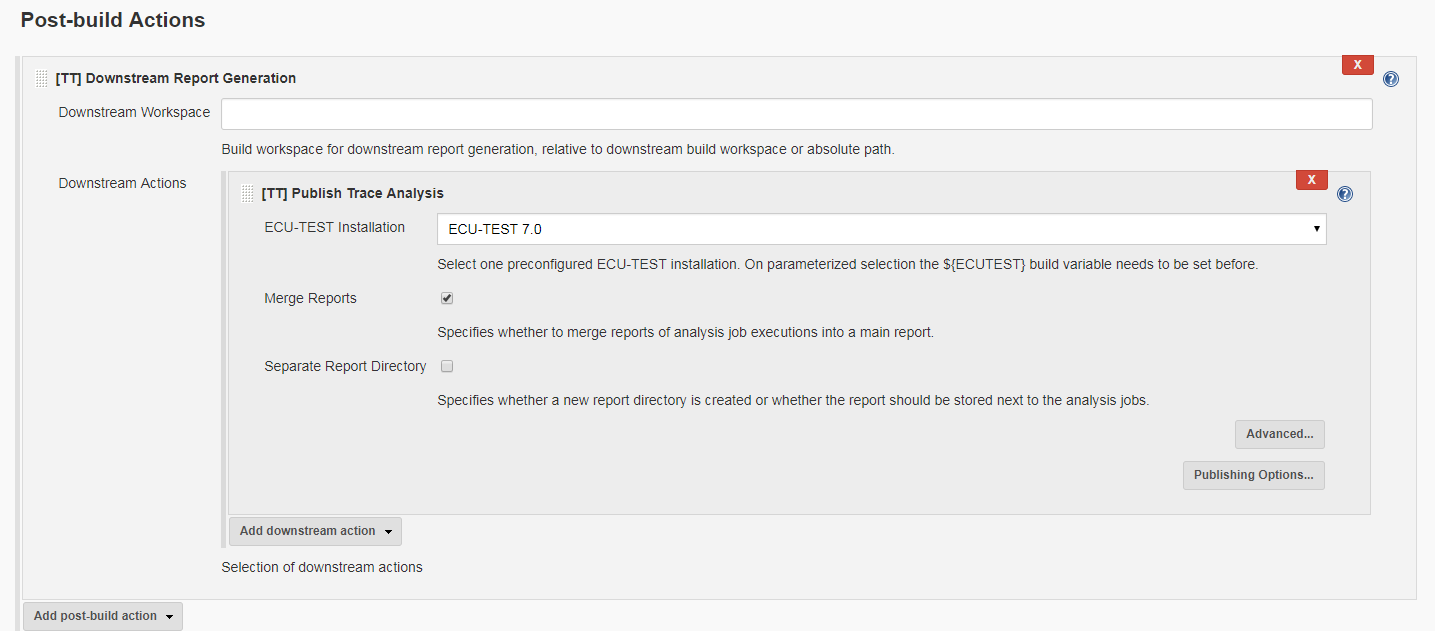 Post-build Actions
X
[TT] Downstream Report Generation
?
Downstream Workspace
Build workspace for downstream report generation, relative to downstream build workspace or absolute path.
Downstream Actions
X
[TT] Publish Trace Analysis
?
ECU-TEST Installation
ECU-TEST 7.0
Select one preconfigured ECU-TEST installation. On parameterized selection the ${ECUTEST} build variable needs to be set before.
Merge Reports
Specifies whether to merge reports of analysis job executions into a main report.
Separate Report Directory
Specifies whether a new report directory is created or whether the report should be stored next to the analysis jobs.
Advanced...
Publishing Options...
Add downstream action
Selection of downstream actions
Add post-build action